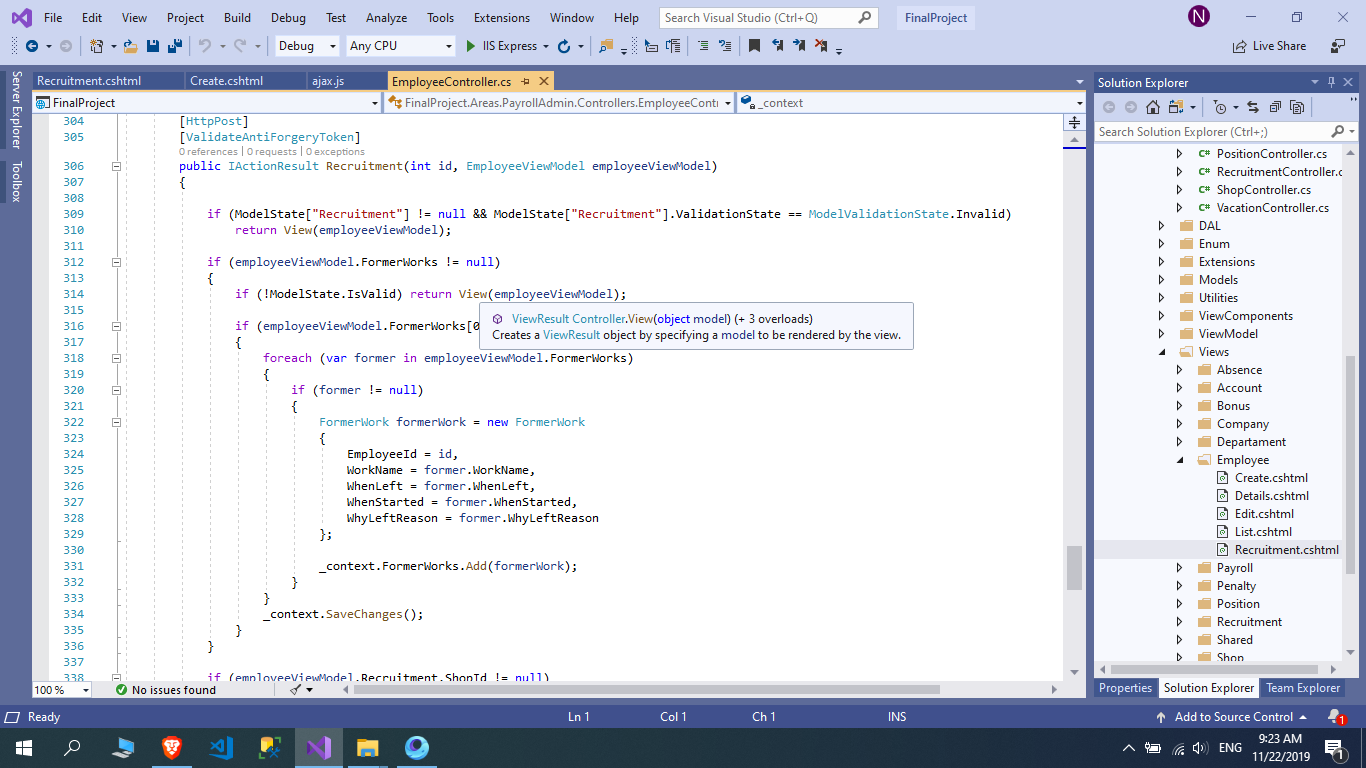 File Edit View Project Build Debug Test Analyze Tools Extensions Window Help Search Visual Studio (Ctrl+Q) FinalProject N
Debug Any CPU IIS Express Live Share
Server Explorer
Toolbox
Recruitment.cshtml Create.cshtml ajax.js EmployeeController.cs
FinalProject FinalProject.Areas.PayrollAdmin.Controllers.EmployeeContr _context
304 [HttpPost]
305 [ValidateAntiForgeryToken]
0 references | 0 requests | 0 exceptions
306 public IActionResult Recruitment(int id, EmployeeViewModel employeeViewModel)
307 {
308
309 if (ModelState["Recruitment"] != null && ModelState["Recruitment"].ValidationState == ModelValidationState.Invalid)
310 return View(employeeViewModel);
311
312 if (employeeViewModel.FormerWorks != null)
313 {
314 if (!ModelState.IsValid) return View(employeeViewModel);
315
316 if (employeeViewModel.FormerWorks[0
ViewResult Controller.View(object model) (+ 3 overloads)
Creates a ViewResult object by specifying a model to be rendered by the view.
317 {
318 foreach (var former in employeeViewModel.FormerWorks)
319 {
320 if (former != null)
321 {
322 FormerWork formerWork = new FormerWork
323 {
324 EmployeeId = id,
325 WorkName = former.WorkName,
326 WhenLeft = former.WhenLeft,
327 WhenStarted = former.WhenStarted,
328 WhyLeftReason = former.WhyLeftReason
329 };
330
331 _context.FormerWorks.Add(formerWork);
332 }
333 }
334 _context.SaveChanges();
335 }
336 }
337
338 if (employeeViewModel.Recruitment.ShopId != null)
100 % No issues found
Solution Explorer
Search Solution Explorer (Ctrl+;)
C# PositionController.cs
C# RecruitmentController.c
C# ShopController.cs
C# VacationController.cs
DAL
Enum
Extensions
Models
Utilities
ViewComponents
ViewModel
Views
Absence
Account
Bonus
Company
Departament
Employee
Create.cshtml
Details.cshtml
Edit.cshtml
List.cshtml
Recruitment.cshtml
Payroll
Penalty
Position
Recruitment
Shared
Shop
Properties Solution Explorer Team Explorer
Ready Ln 1 Col 1 Ch 1 INS Add to Source Control 1
ENG 9:23 AM
11/22/2019 1